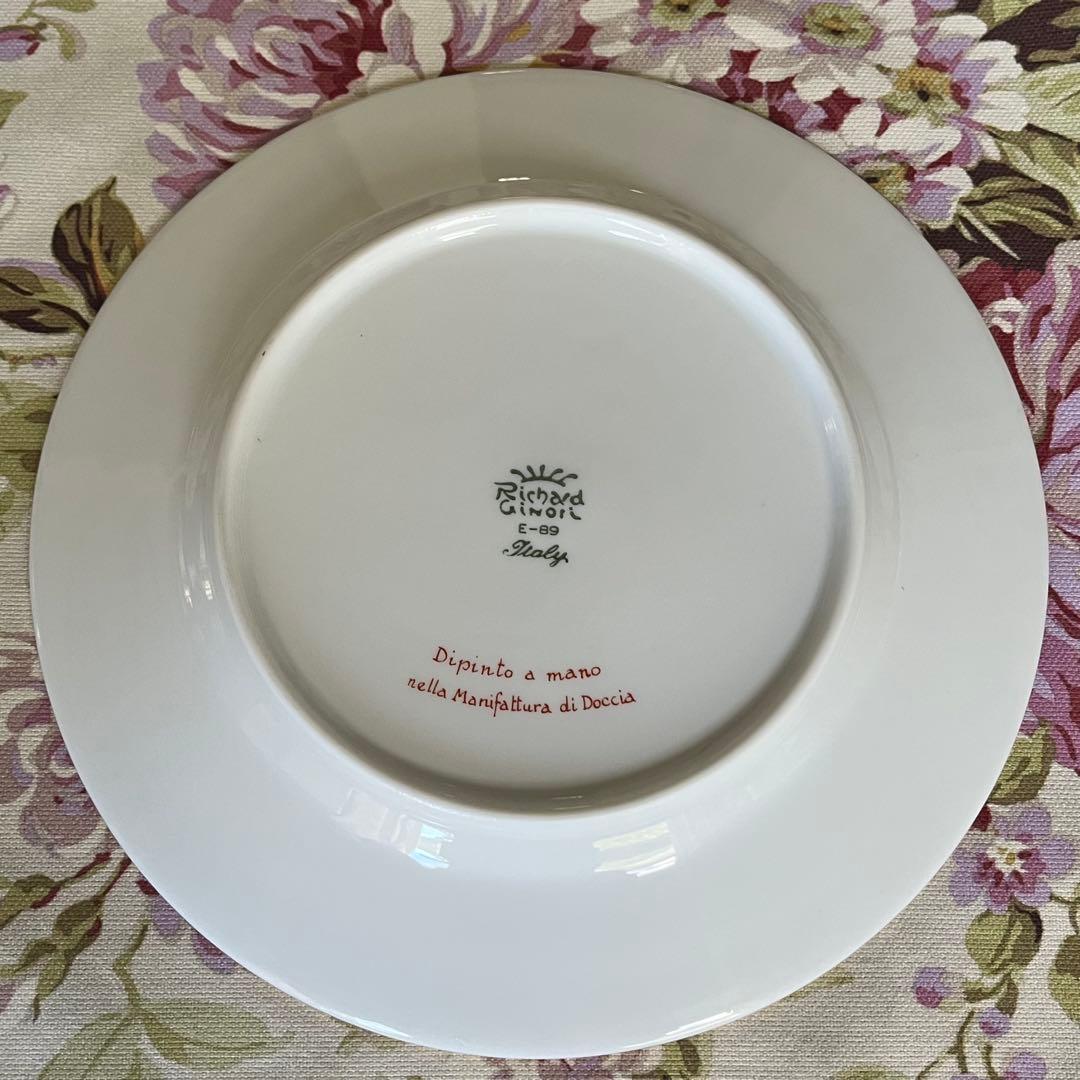 Richard
Ginori
E-89
Italy
Dipinto a mano
nella Manifattura di Doccia